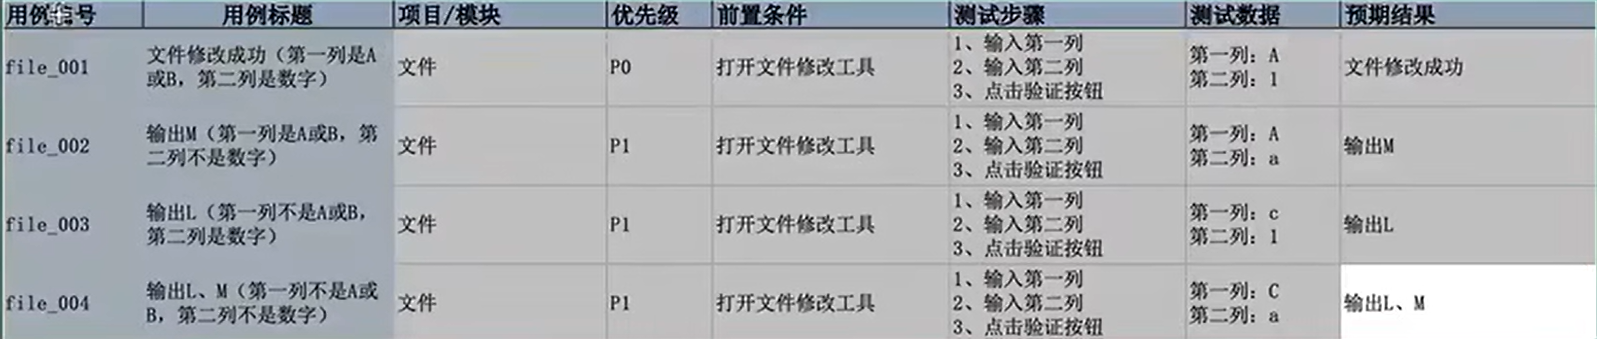 用例编号 用例标题 项目/模块 优先级 前置条件 测试步骤 测试数据 预期结果
file_001
文件修改成功（第一列是A
或B，第二列是数字）
文件
P0
打开文件修改工具
1、输入第一列
2、输入第二列
3、点击验证按钮
第一列：A
第二列：1
文件修改成功
file_002
输出M（第一列是A或B，第
二列不是数字）
文件
P1
打开文件修改工具
1、输入第一列
2、输入第二列
3、点击验证按钮
第一列：A
第二列：a
输出M
file_003
输出L（第一列不是A或B，
第二列是数字）
文件
P1
打开文件修改工具
1、输入第一列
2、输入第二列
3、点击验证按钮
第一列：c
第二列：1
输出L
file_004
输出L、M（第一列不是A或
B，第二列不是数字）
文件
P1
打开文件修改工具
1、输入第一列
2、输入第二列
3、点击验证按钮
第一列：C
第二列：a
输出L、M